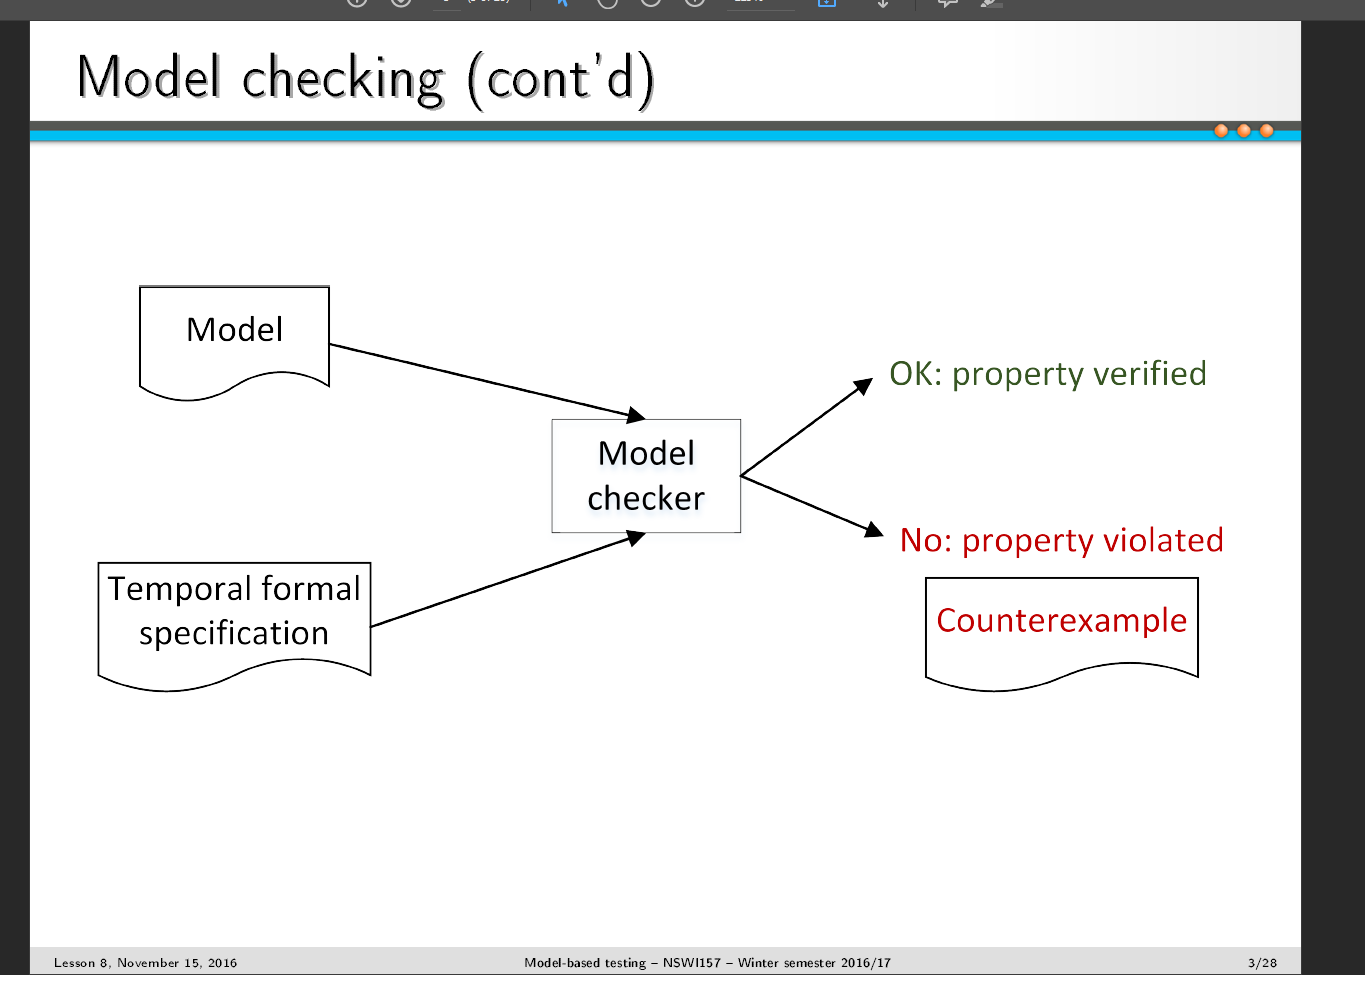 Model checking (cont'd)
Model
OK: property verified
Model
checker
No: property violated
Temporal formal
specification
Counterexample
Lesson 8, November 15, 2016
Model-based testing – NSWI157 – Winter semester 2016/17
3/28